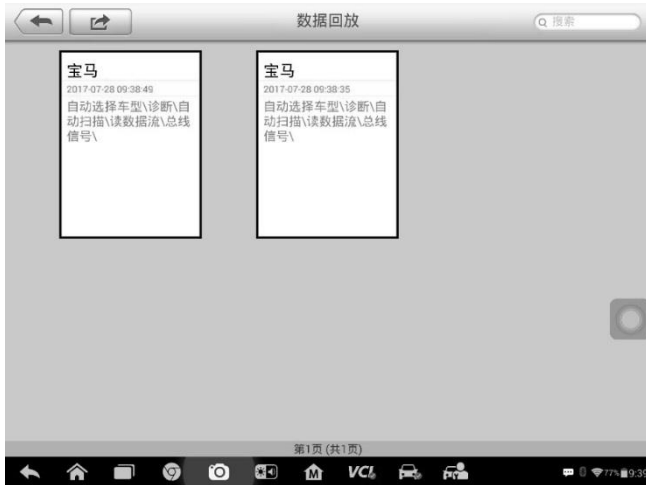 数据回放
搜索
宝马
2017-07-28 09:38:49
自动选择车型\诊断\自
动扫描\读数据流\总线
信号\
宝马
2017-07-28 09:38:35
自动选择车型\诊断\自
动扫描\读数据流\总线
信号\
第1页 (共1页)
M
VCI
77%
9:39